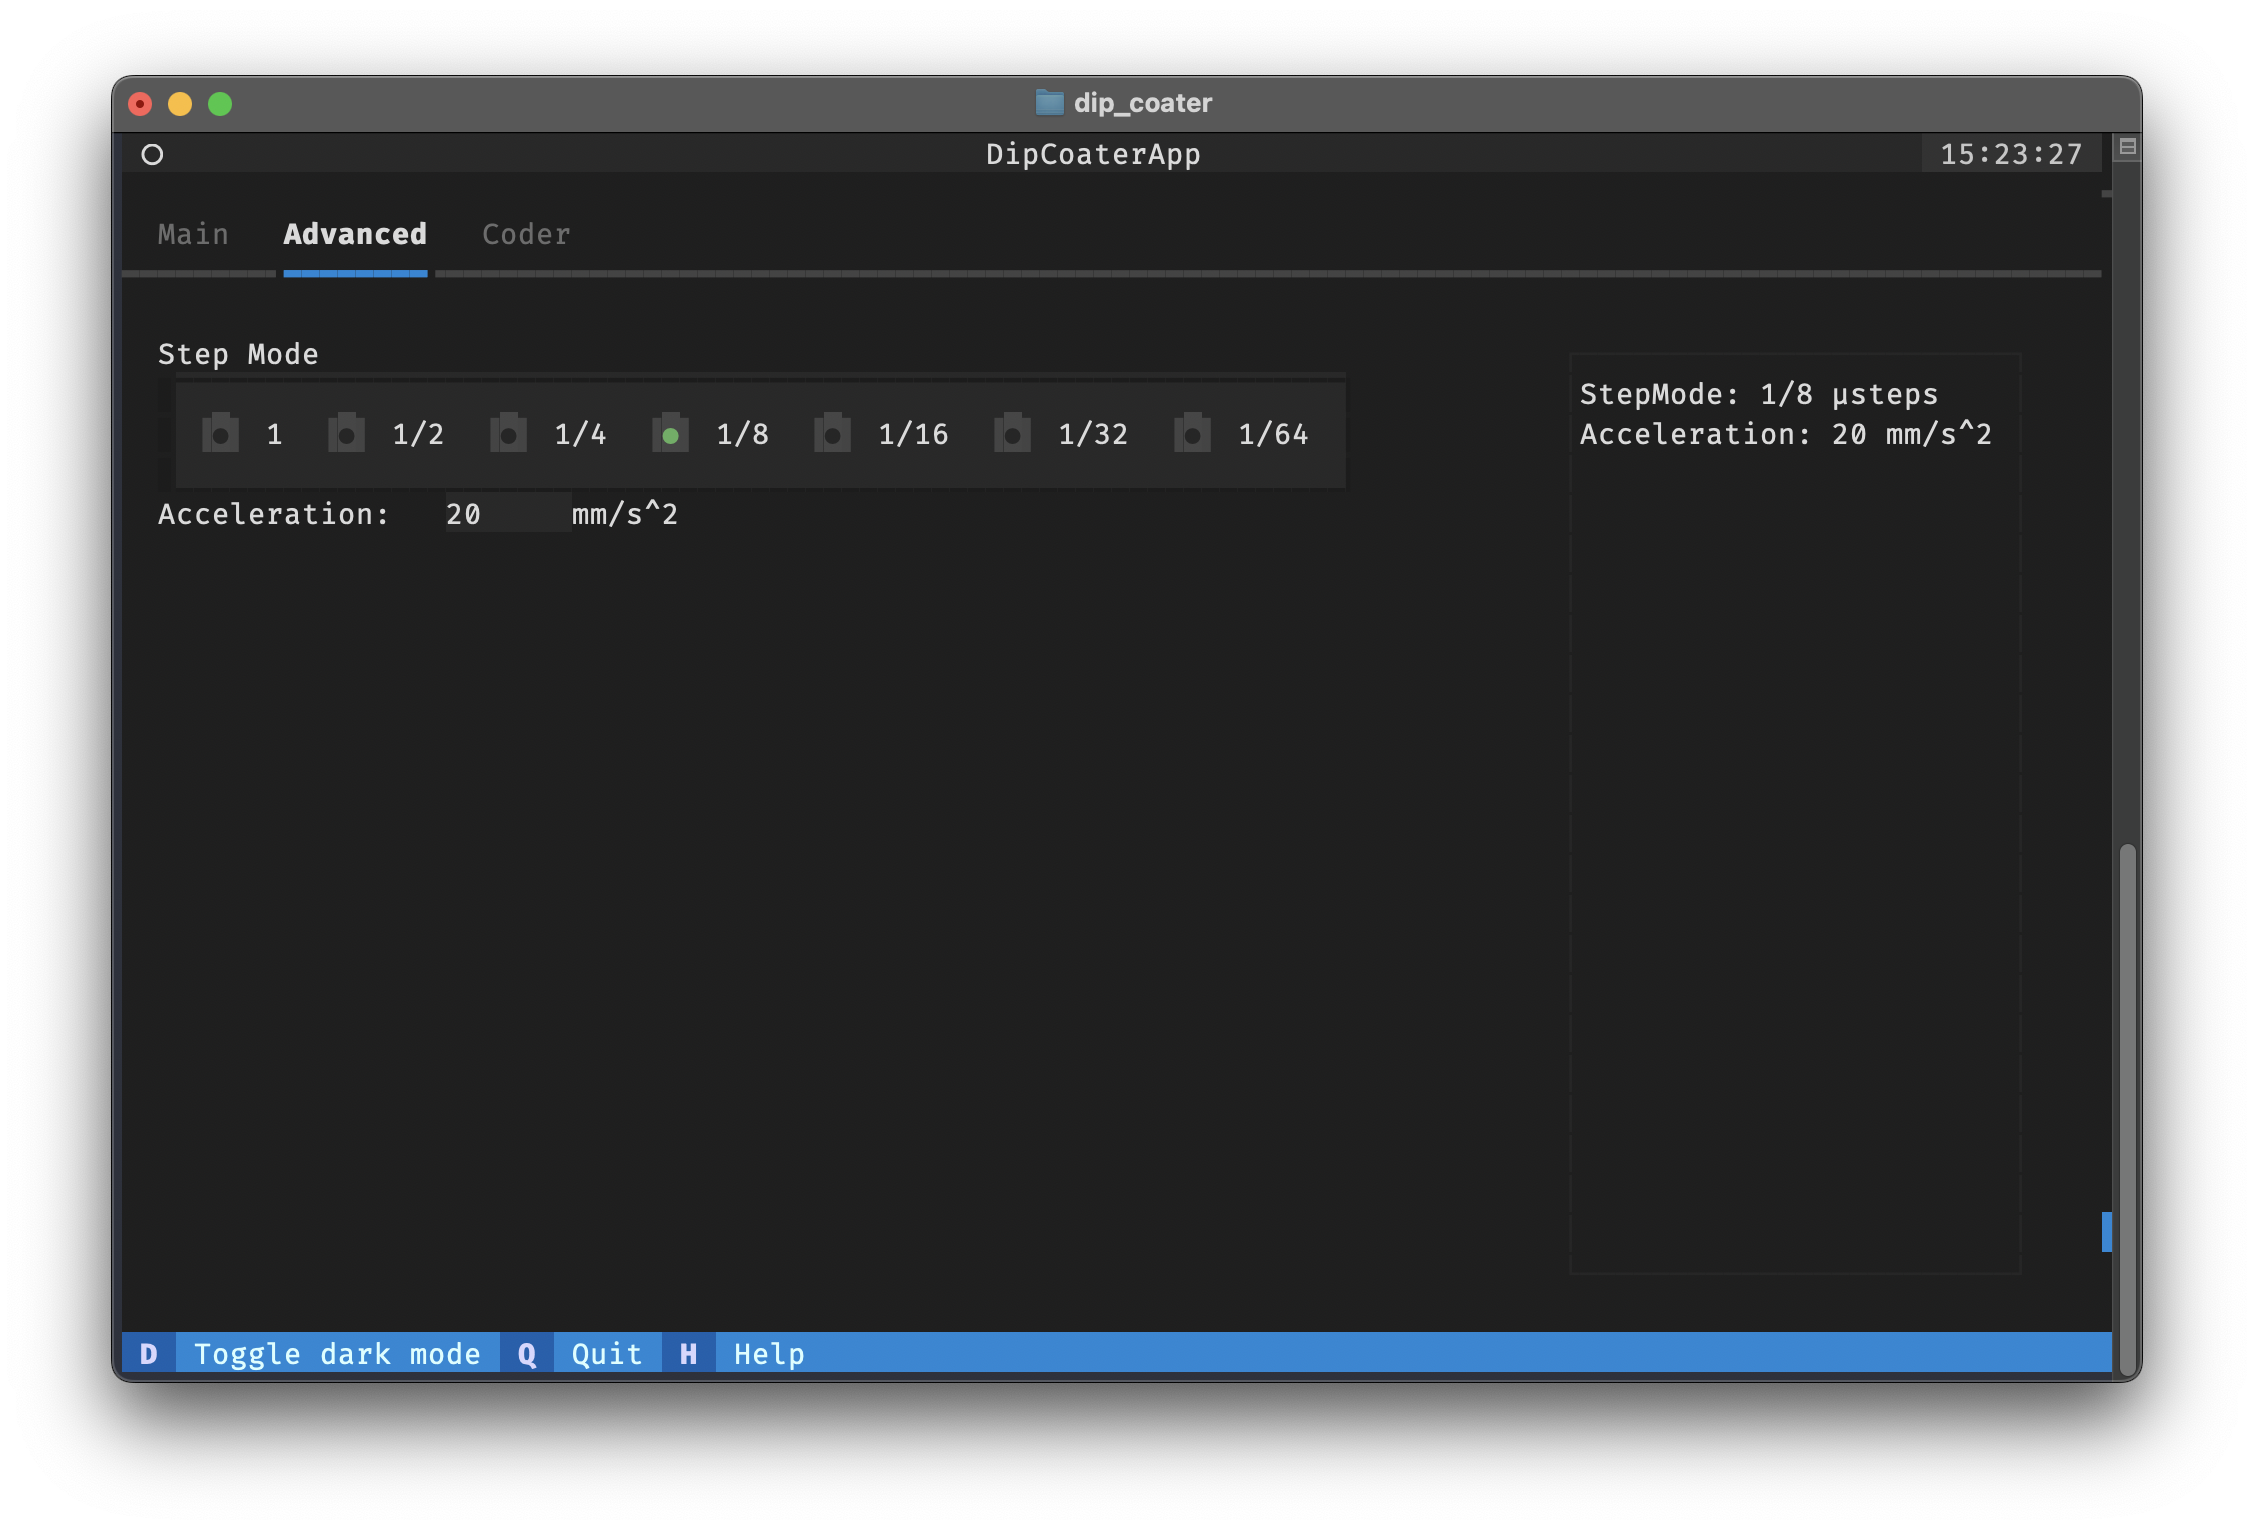 dip_coater
DipCoaterApp 15:23:27
Main Advanced Coder
Step Mode
1 1/2 1/4 1/8 1/16 1/32 1/64
Acceleration: 20 mm/s^2
StepMode: 1/8 µsteps
Acceleration: 20 mm/s^2
D Toggle dark mode Q Quit H Help